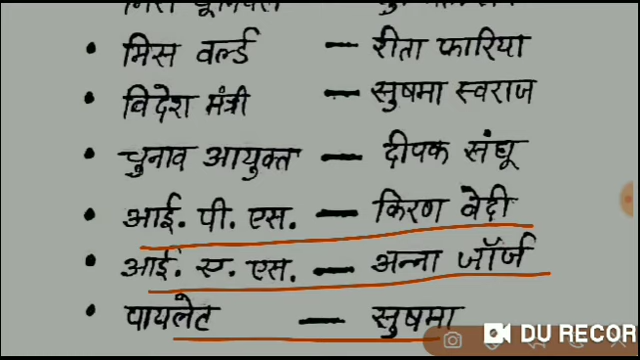 • मिस वर्ल्ड — रीता फारिया
• विदेश मंत्री — सुषमा स्वराज
• चुनाव आयुक्त — दीपक संधू
• आई. पी. एस. — किरण वेदी
• आई. ए. एस. — अन्ना जॉर्ज
• पायलेट — सुषमा
DU RECOR